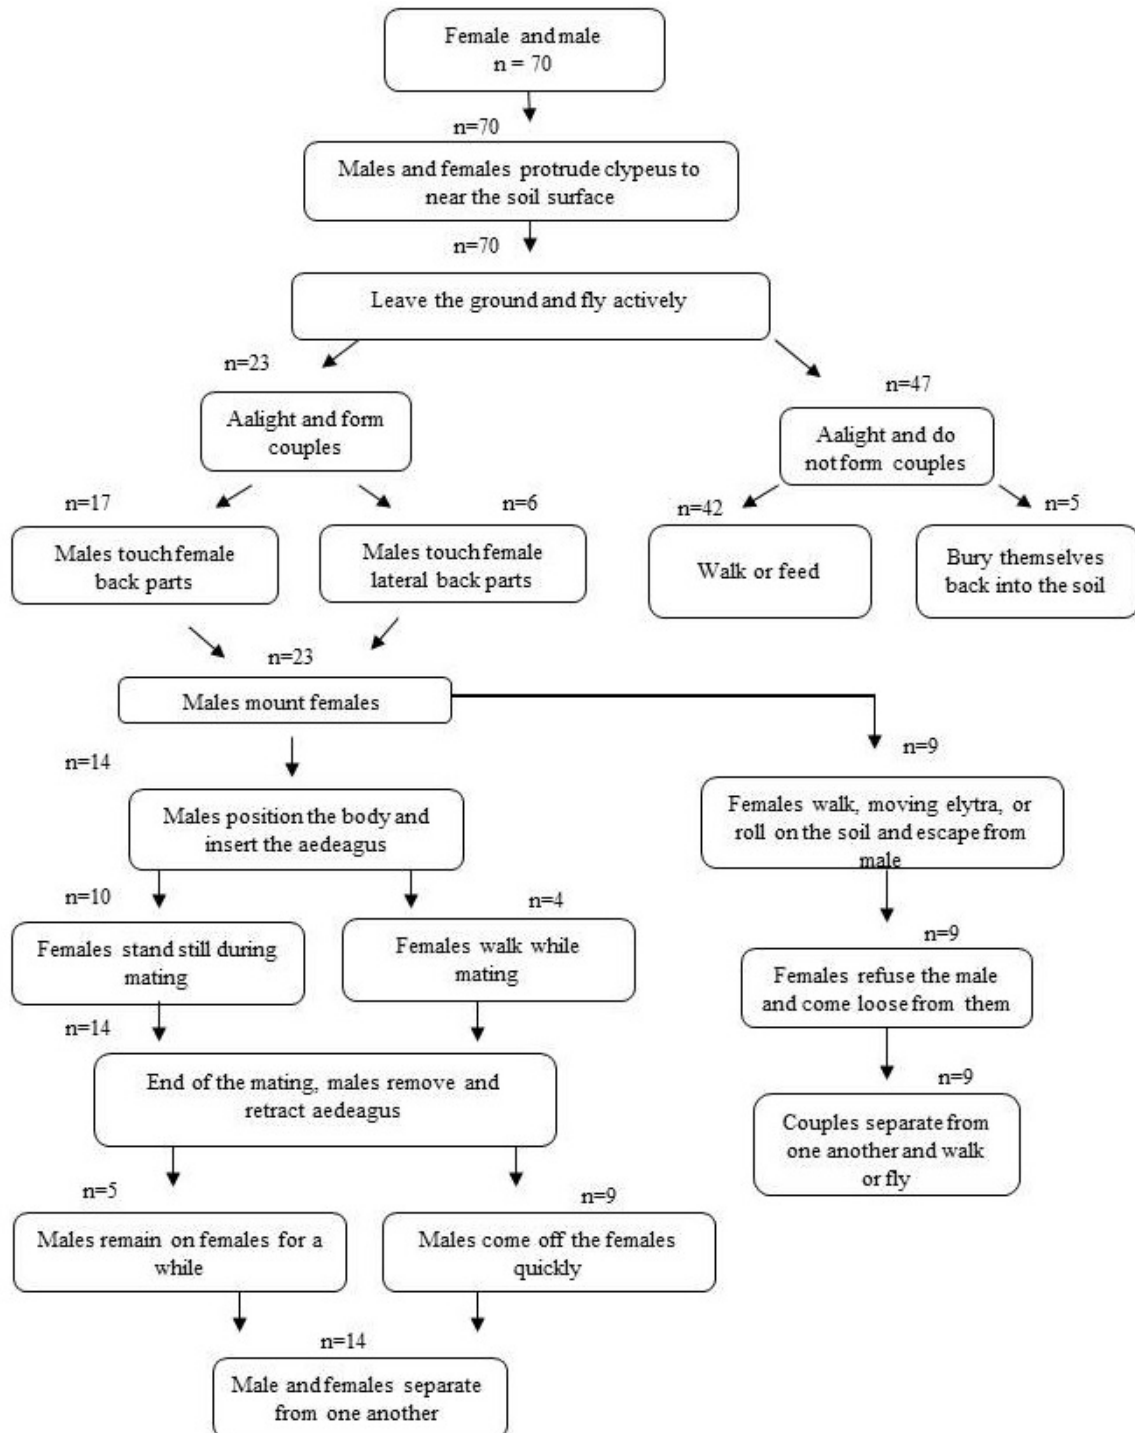 Female and male
n = 70
n=70
Males and females protrude clypeus to
near the soil surface
n=70
Leave the ground and fly actively
n=23
n=47
Aalight and form
couples
Aalight and do
not form couples
n=17
n=6
n=42
n=5
Males touch female
back parts
Males touch female
lateral back parts
Walk or feed
Bury themselves
back into the soil
n=23
Males mount females
n=14
n=9
Males position the body and
insert the aedeagus
Females walk, moving elytra, or
roll on the soil and escape from
male
n=10
n=4
Females stand still during
mating
Females walk while
mating
n=9
Females refuse the male
and come loose from them
n=14
End of the mating, males remove and
retract aedeagus
n=9
Couples separate from
one another and walk
or fly
n=5
n=9
Males remain on females for a
while
Males come off the females
quickly
n=14
Male and females separate
from one another